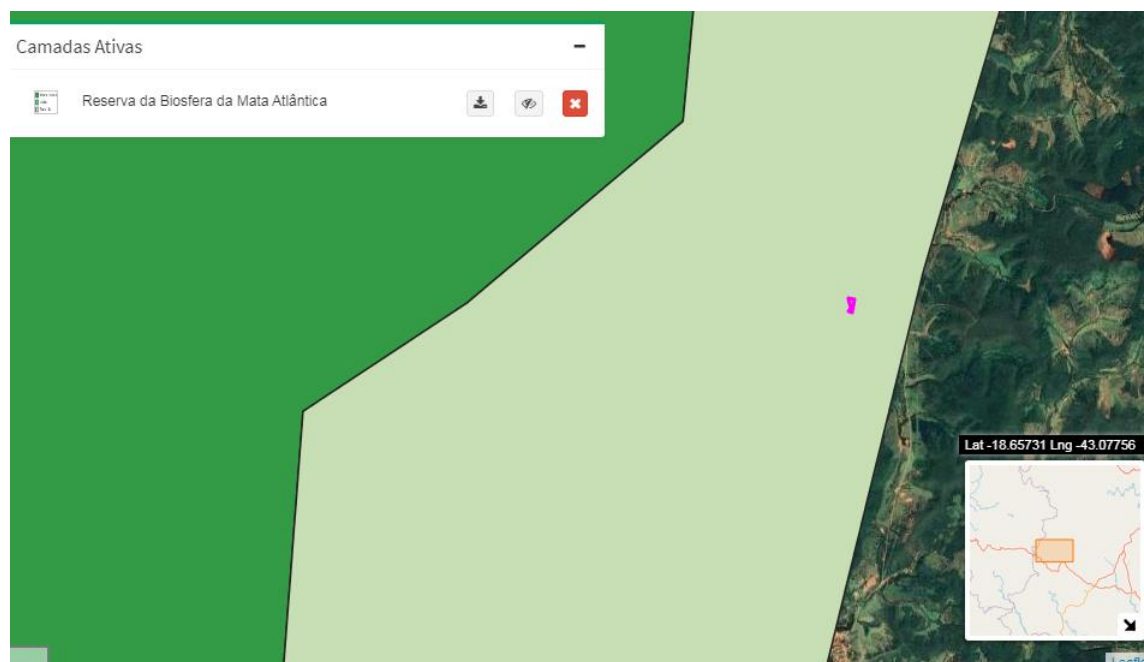 Camadas Ativas
Reserva da Biosfera da Mata Atlântica
Lat -18.65731 Lng -43.07756